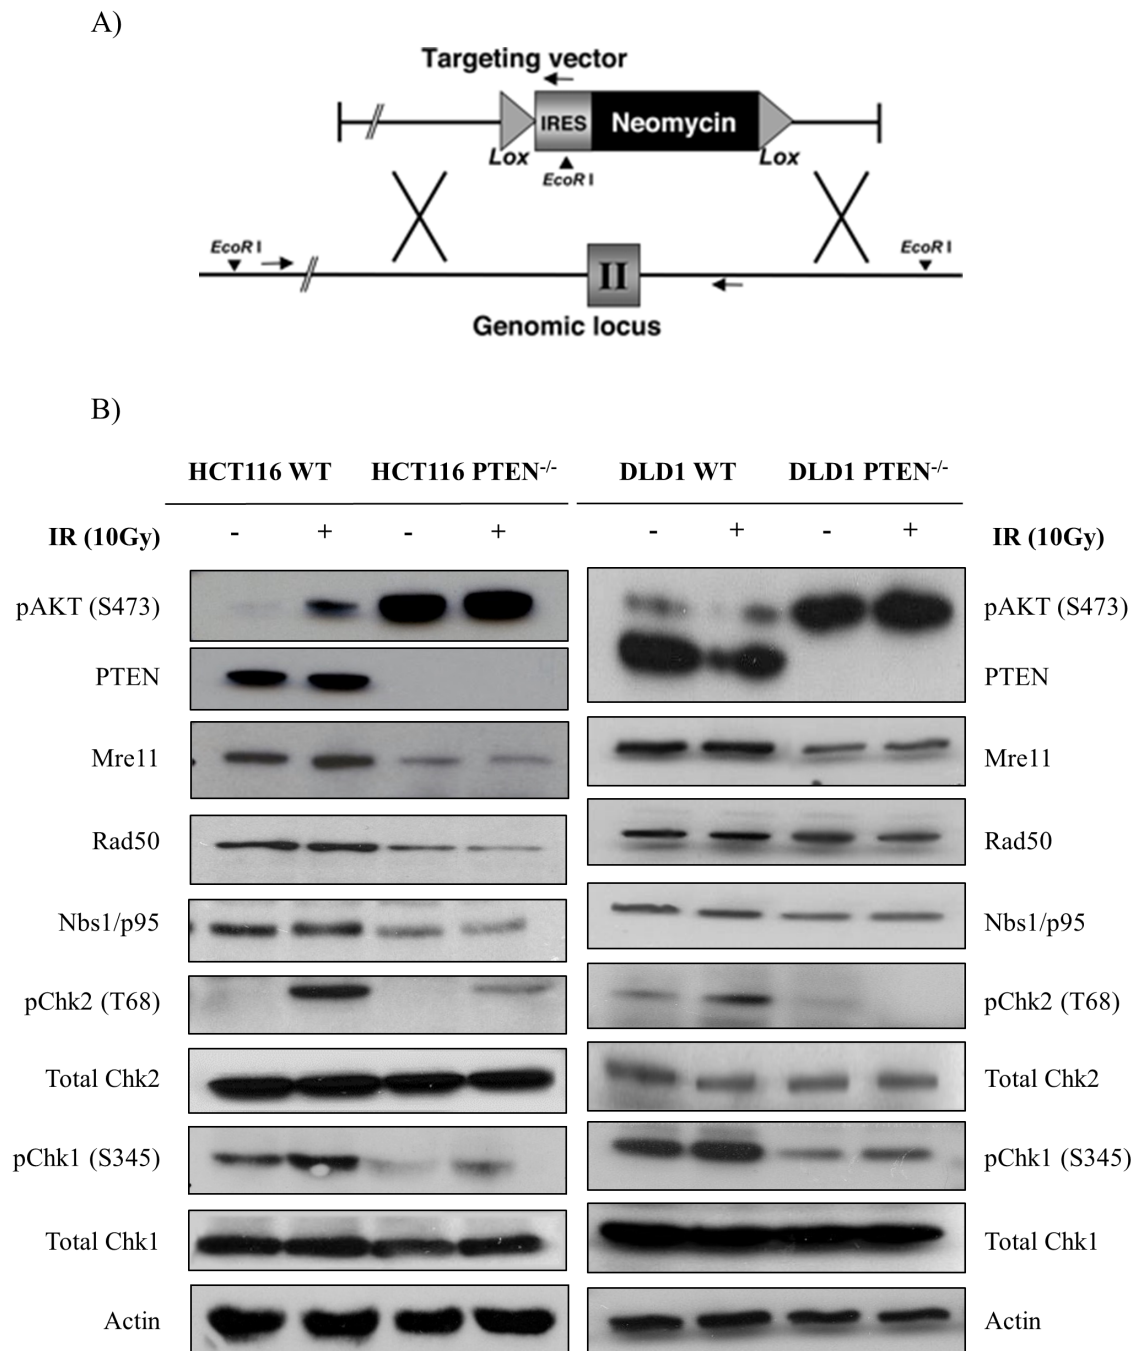 A)
Targeting vector
IRES Neomycin
Lox Lox
EcoR I
EcoR I EcoR I
II
Genomic locus
B)
HCT116 WT HCT116 PTEN-/- DLD1 WT DLD1 PTEN-/-
IR (10Gy) - + - + - + - + IR (10Gy)
pAKT (S473) pAKT (S473)
PTEN PTEN
Mre11 Mre11
Rad50 Rad50
Nbs1/p95 Nbs1/p95
pChk2 (T68) pChk2 (T68)
Total Chk2 Total Chk2
pChk1 (S345) pChk1 (S345)
Total Chk1 Total Chk1
Actin Actin